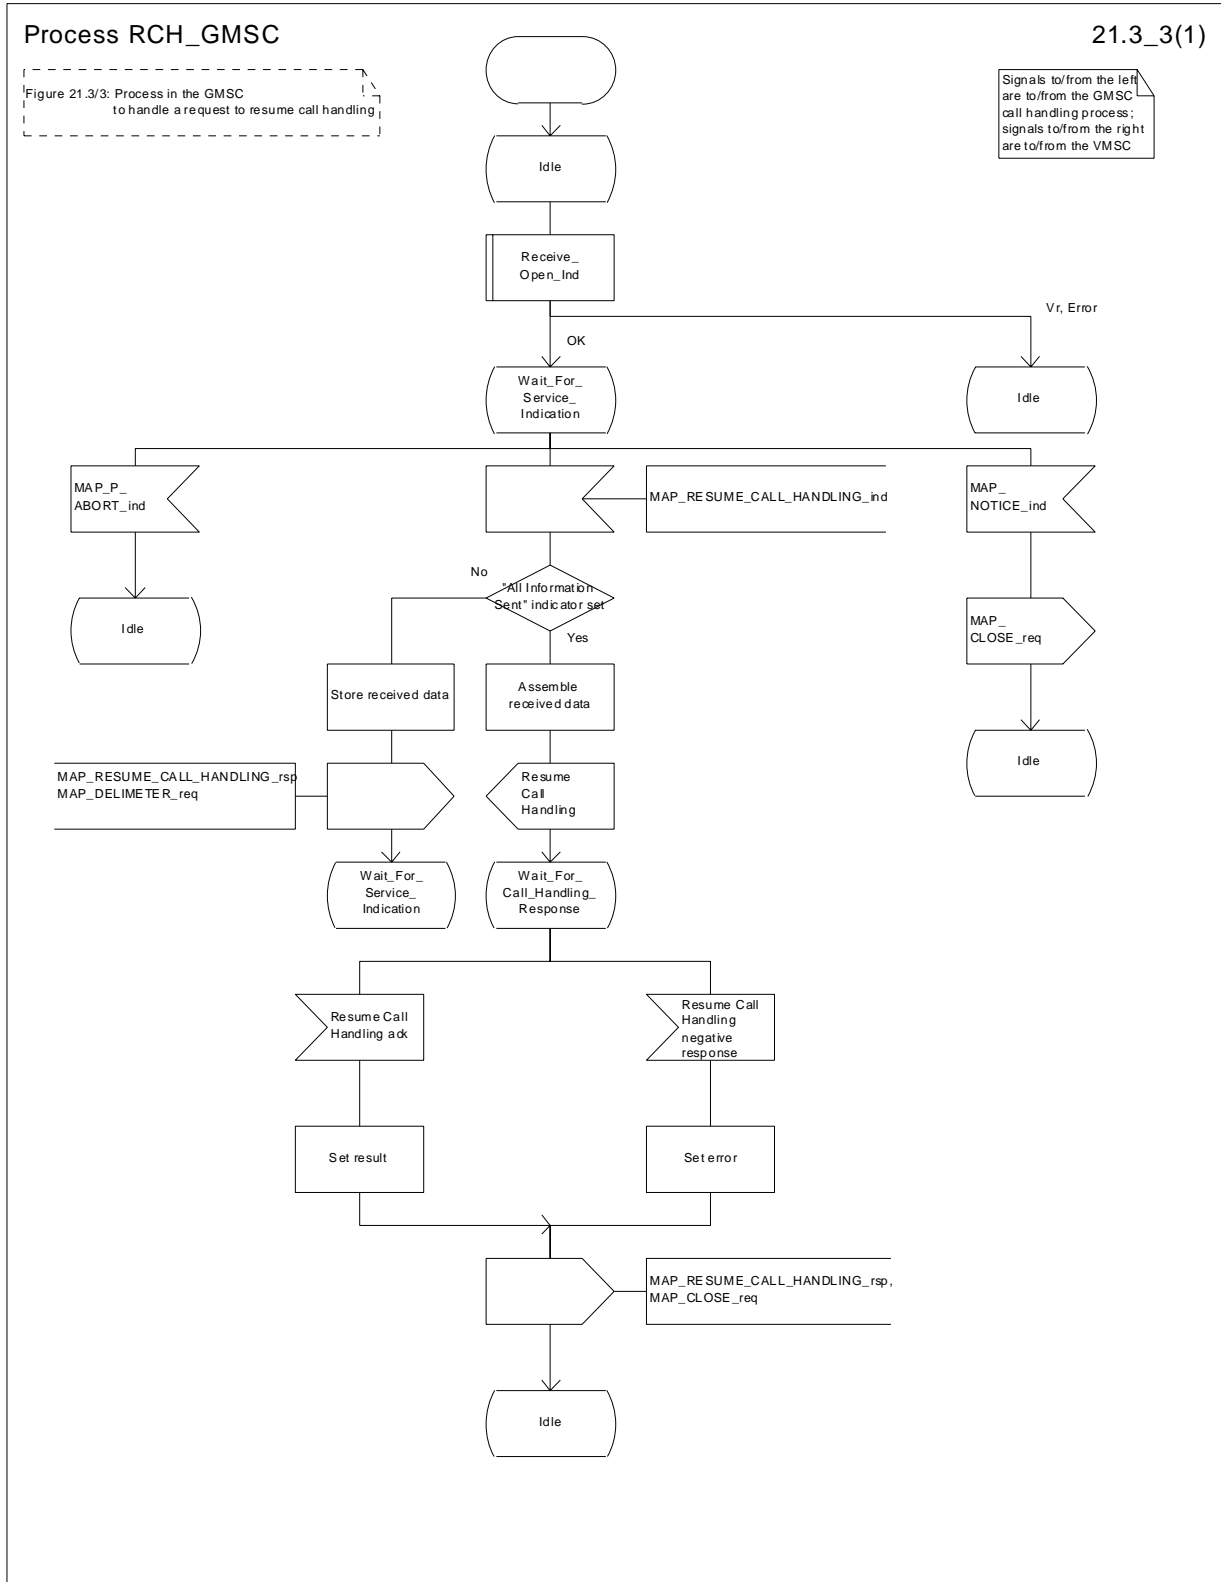 Process RCH_GMSC
21.3_3(1)
Figure 21.3/3: Process in the GMSC
to handle a request to resume call handling
Signals to/from the left
are to/from the GMSC
call handling process;
signals to/from the right
are to/from the VMSC
Idle
Receive_
Open_Ind
Vr, Error
OK
Wait_For_
Service_
Indication
Idle
MAP_P_
ABORT_ind
MAP_RESUME_CALL_HANDLING_ind
MAP_
NOTICE_ind
No
"All Information
Sent" indicator set
Yes
Idle
MAP_
CLOSE_req
Store received data
Assemble
received data
Idle
MAP_RESUME_CALL_HANDLING_rsp
MAP_DELIMETER_req
Resume
Call
Handling
Wait_For_
Service_
Indication
Wait_For_
Call_Handling_
Response
Resume Call
Handling ack
Resume Call
Handling
negative
response
Set result
Set error
MAP_RESUME_CALL_HANDLING_rsp,
MAP_CLOSE_req
Idle